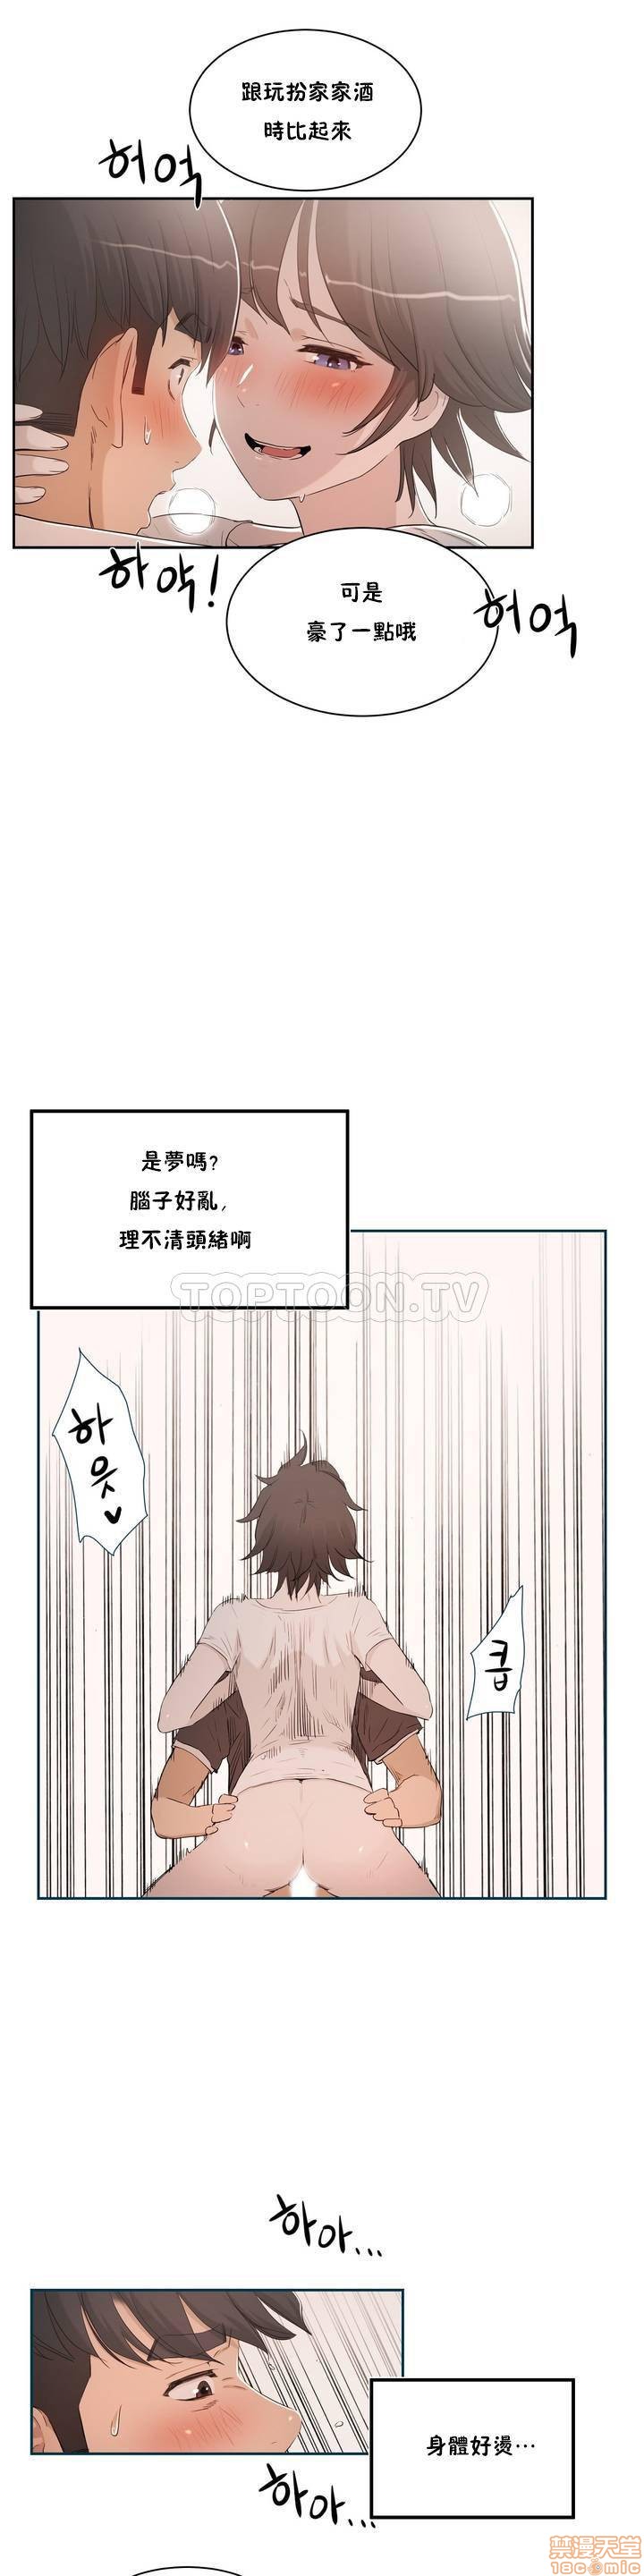 跟玩扮家家酒
時比起來
허억
하악!
可是
豪了一點哦
허억
是夢嗎?
腦子好亂,
理不清頭緒啊
TOPTOON.TV
하
읏♥
큽
하아...
身體好燙…
하아...
禁漫天堂
18comic